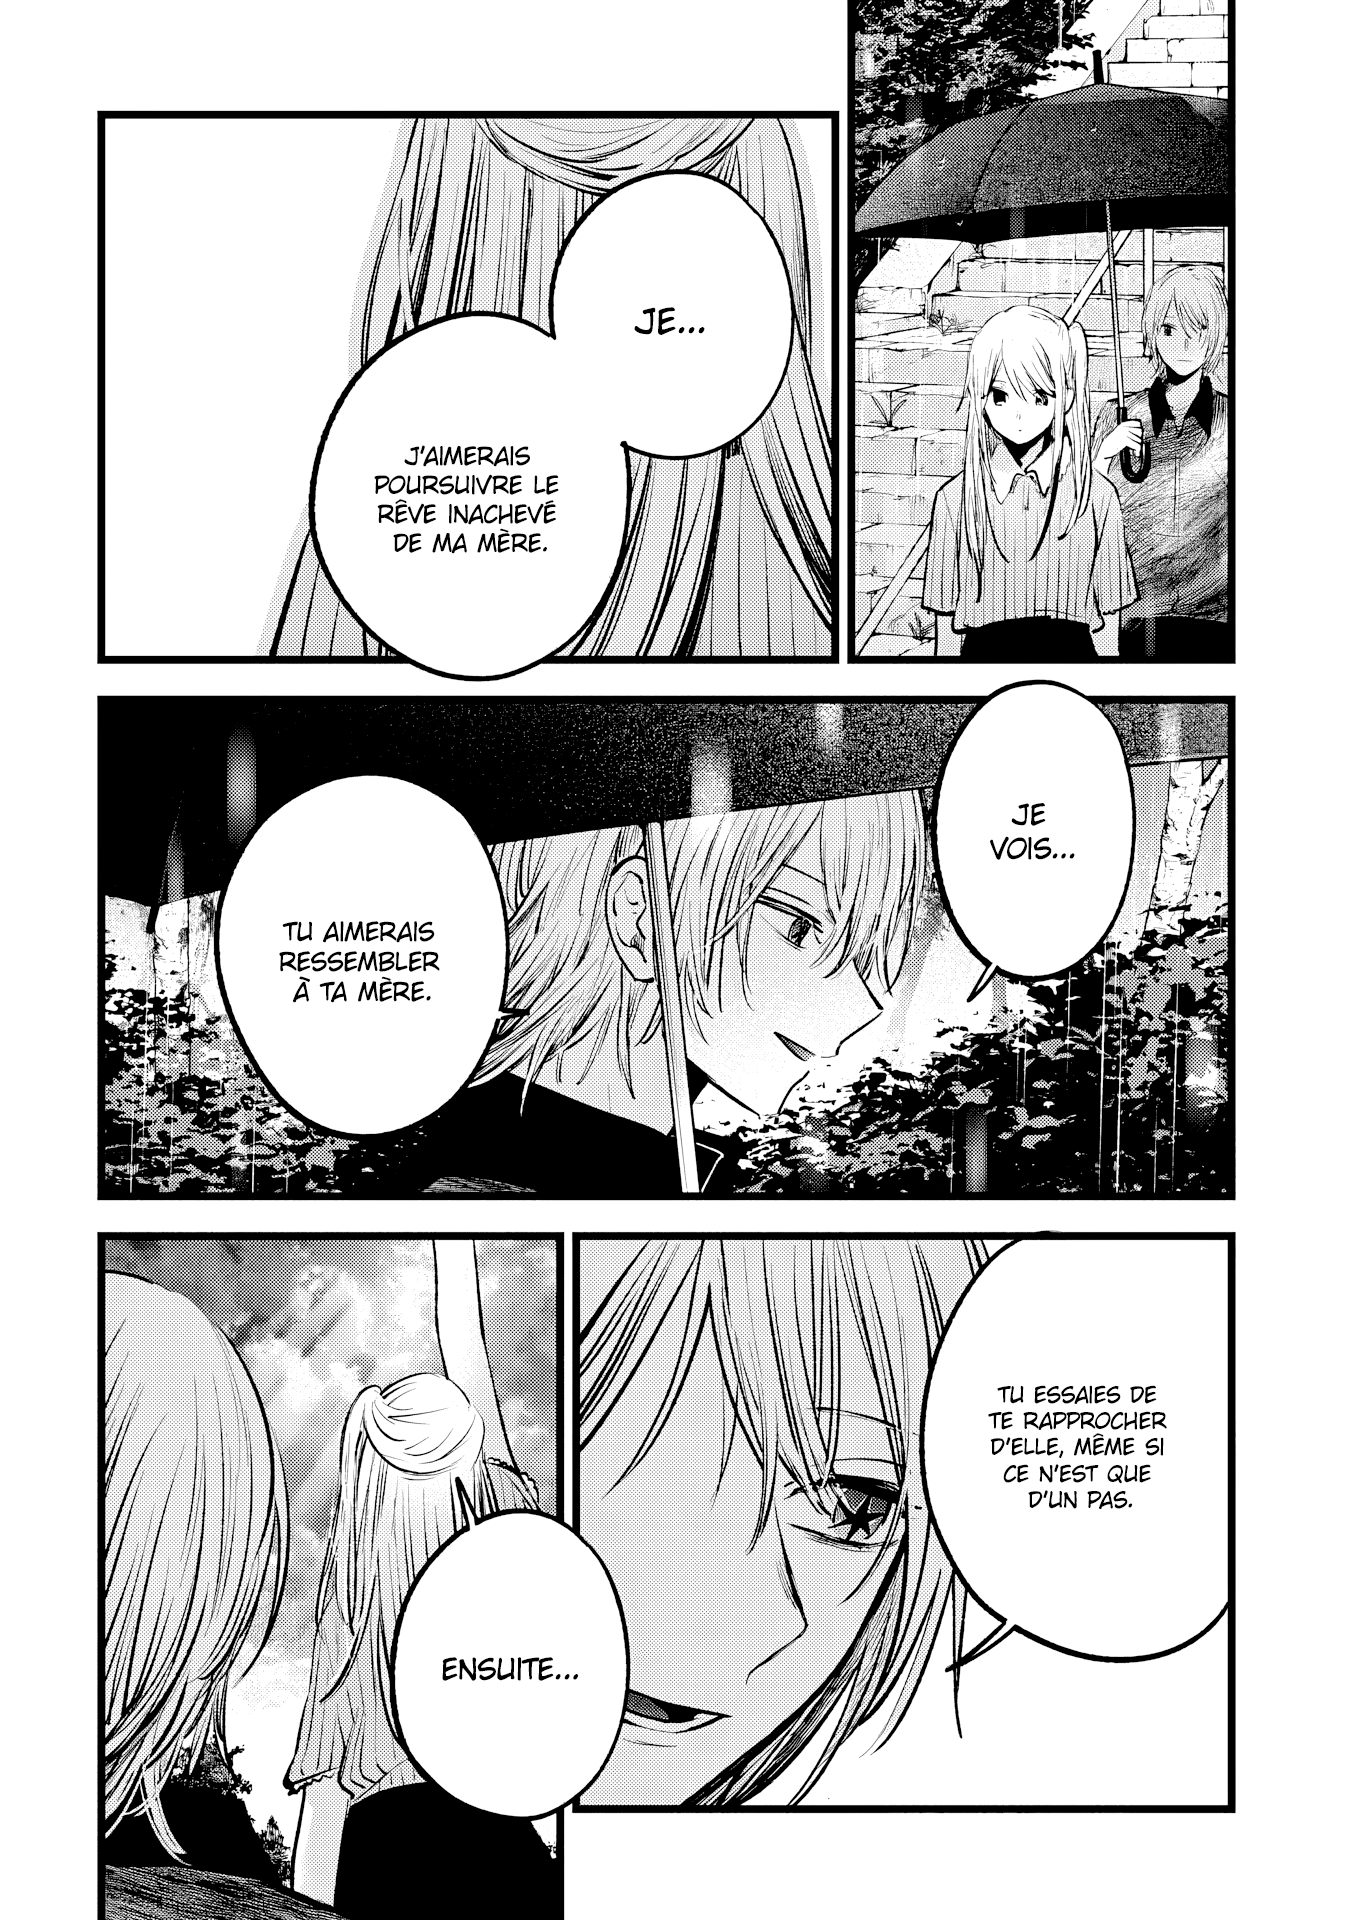 JE...
J'AIMERAIS
POURSUIVRE LE
RÊVE INACHEVÉ
DE MA MÈRE.
JE
VOIS...
TU AIMERAIS
RESSEMBLER
À TA MÈRE.
TU ESSAIES DE
TE RAPPROCHER
D'ELLE, MÊME SI
CE N'EST QUE
D'UN PAS.
ENSUITE...